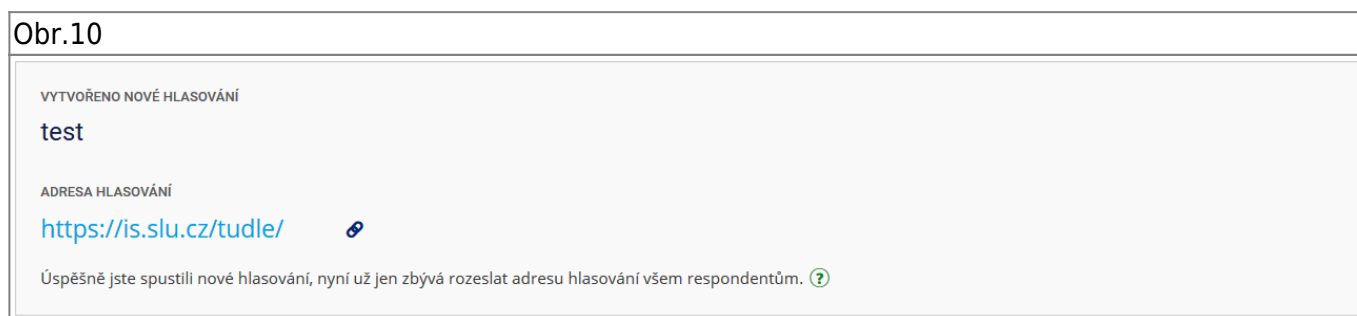 Obr.10
VYTVOŘENO NOVÉ HLASOVÁNÍ
test
ADRESA HLASOVÁNÍ
https://is.slu.cz/tudle/
Úspěšně jste spustili nové hlasování, nyní už jen zbývá rozeslat adresu hlasování všem respondentům. ?